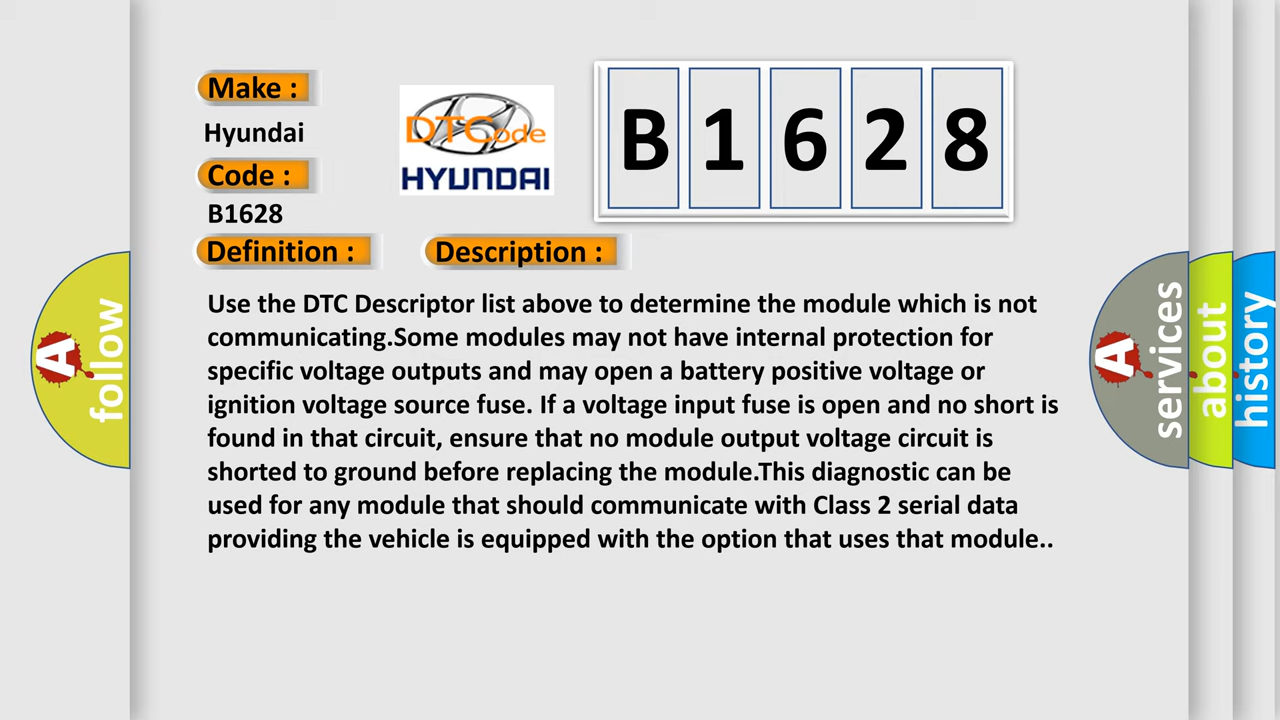 Make :
Hyundai
Code :
B1628
Definition :
Description :
DTCode
HYUNDAI
B 1 6 2 8
Use the DTC Descriptor list above to determine the module which is not
communicatingSome modules may not have internal protection for
specific voltage outputs and may open a battery positive voltage or
ignition voltage source fuse. If a voltage input fuse is open and no short is
found in that circuit, ensure that no module output voltage circuit is
shorted to ground before replacing the moduleThis diagnostic can be
used for any module that should communicate with Class 2 serial data
providing the vehicle is equipped with the option that uses that module..
A
follow
A
services
about
history